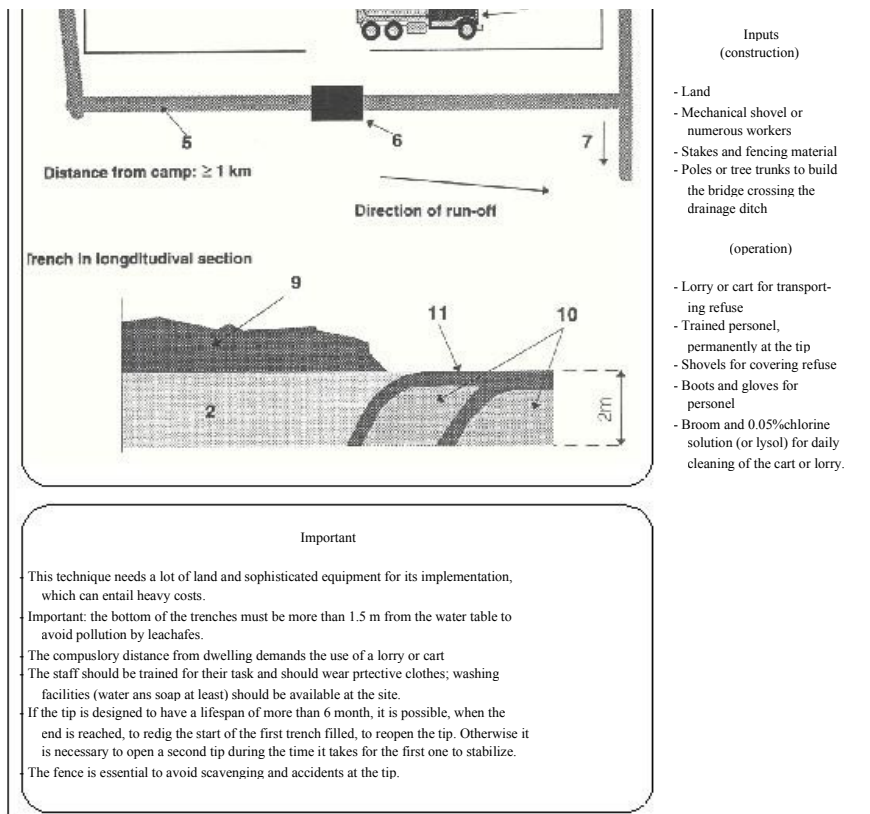 5
6
7
Distance from camp: ≥ 1 km
Direction of run-off
Trench in longditudival section
9
11
10
2
2m
Inputs
(construction)
- Land
- Mechanical shovel or
numerous workers
- Stakes and fencing material
- Poles or tree trunks to build
the bridge crossing the
drainage ditch
(operation)
- Lorry or cart for transport-
ing refuse
- Trained personel,
permanently at the tip
- Shovels for covering refuse
- Boots and gloves for
personel
- Broom and 0.05%chlorine
solution (or lysol) for daily
cleaning of the cart or lorry.
Important
- This technique needs a lot of land and sophisticated equipment for its implementation,
which can entail heavy costs.
- Important: the bottom of the trenches must be more than 1.5 m from the water table to
avoid pollution by leachafes.
- The compuslory distance from dwelling demands the use of a lorry or cart
- The staff should be trained for their task and should wear prtective clothes; washing
facilities (water ans soap at least) should be available at the site.
- If the tip is designed to have a lifespan of more than 6 month, it is possible, when the
end is reached, to redig the start of the first trench filled, to reopen the tip. Otherwise it
is necessary to open a second tip during the time it takes for the first one to stabilize.
- The fence is essential to avoid scavenging and accidents at the tip.